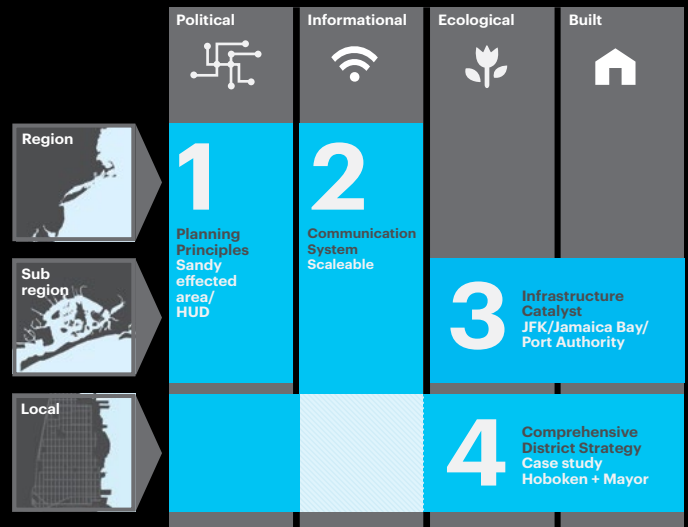 Political
Informational
Ecological
Built
Region
1
Planning
Principles
Sandy
effected
area/
HUD
2
Communication
System
Scaleable
Sub
region
3
Infrastructure
Catalyst
JFK/Jamaica Bay/
Port Authority
Local
4
Comprehensive
District Strategy
Case study
Hoboken + Mayor